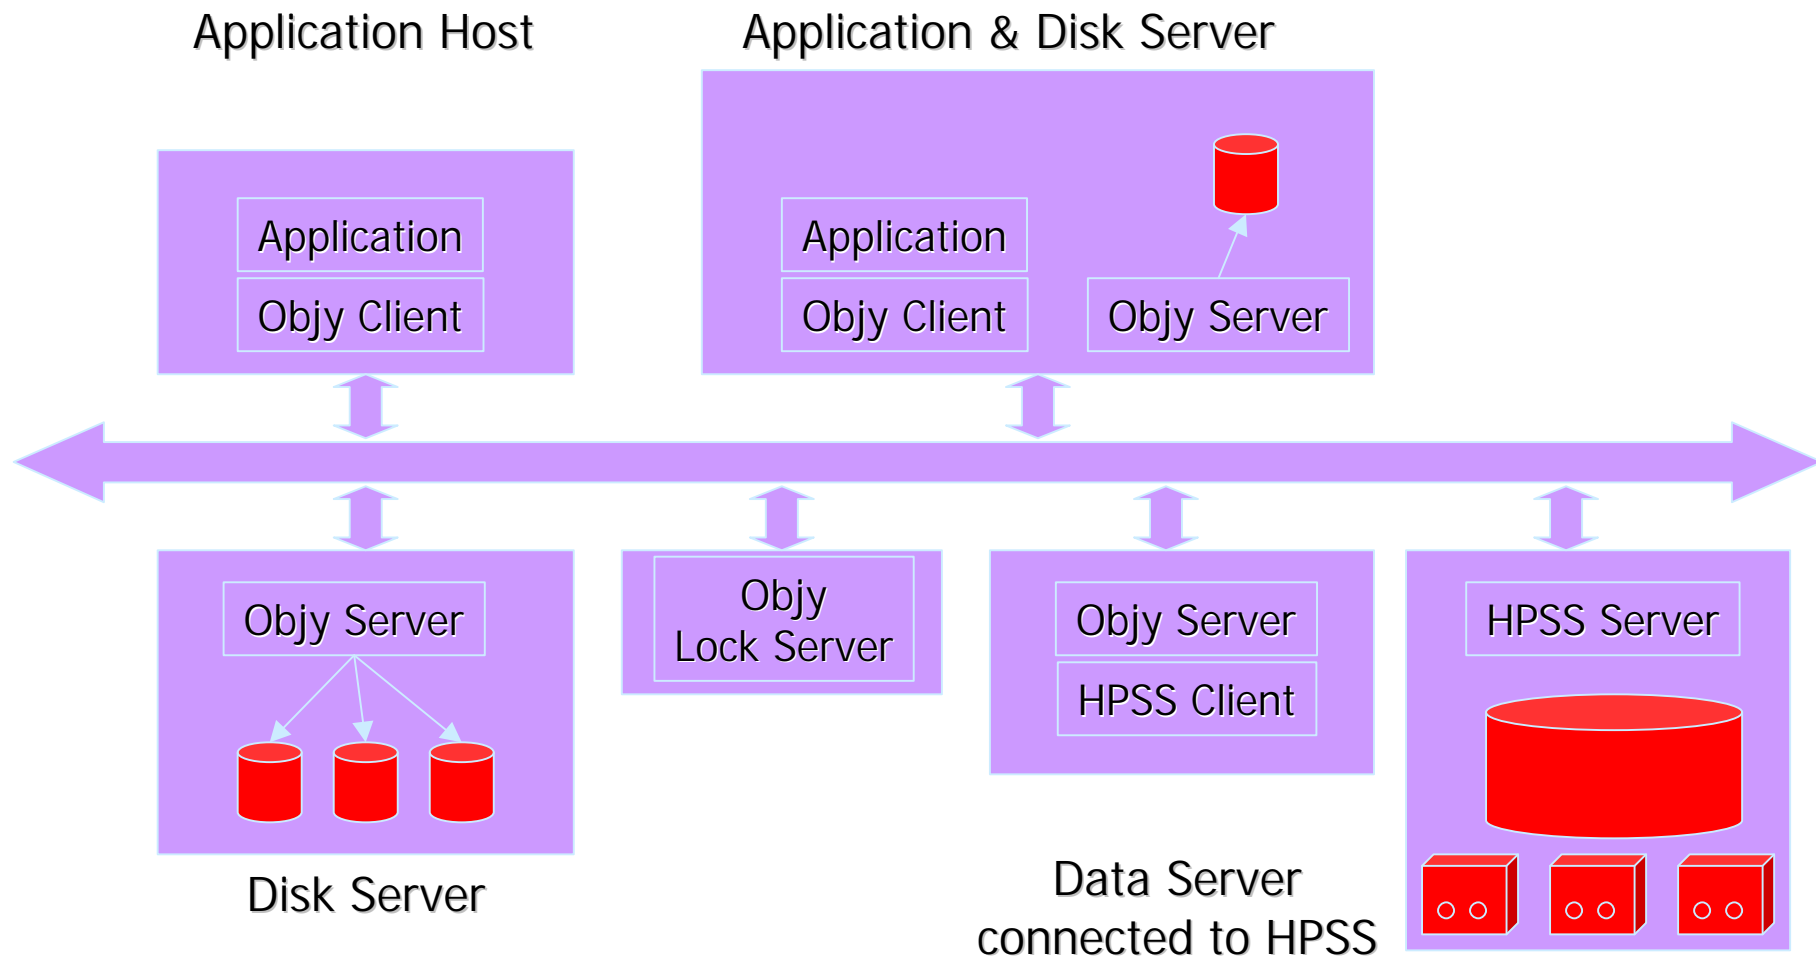 Application Host
Application & Disk Server
Application
Objy Client
Application
Objy Client
Objy Server
Objy Server
Objy
Lock Server
Objy Server
HPSS Client
HPSS Server
Disk Server
Data Server
connected to HPSS